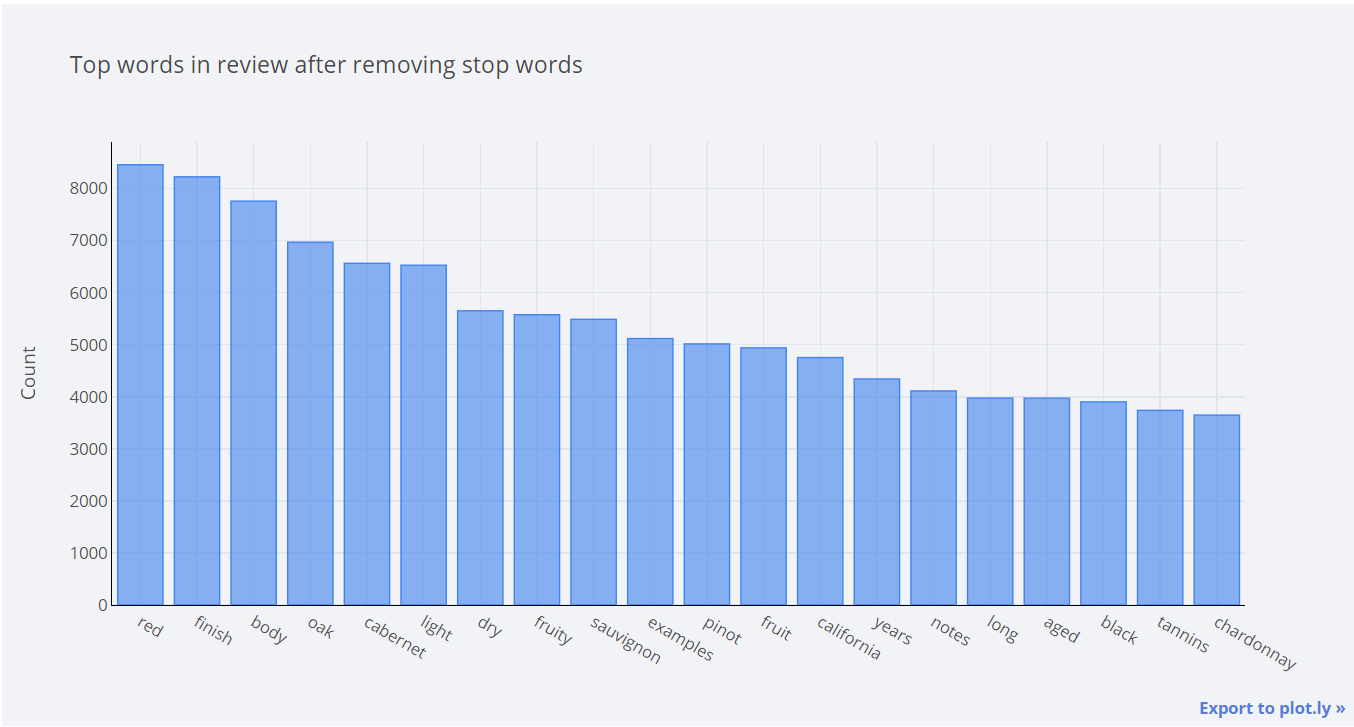 Top words in review after removing stop words
Count
8000
7000
6000
5000
4000
3000
2000
1000
0
red
finish
body
oak
cabernet
light
dry
fruity
sauvignon
examples
pinot
fruit
california
years
notes
long
aged
black
tannins
chardonnay
Export to plot.ly »